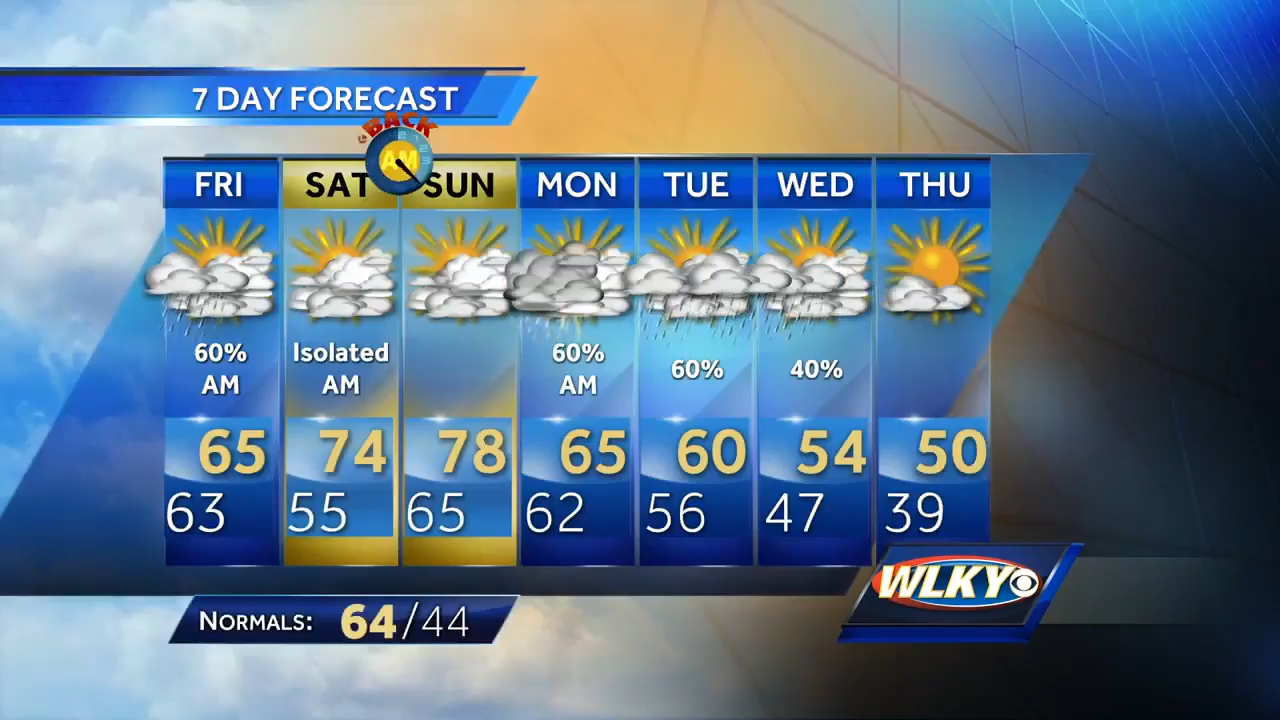 7 DAY FORECAST
BACK
AM
FRI SAT SUN MON TUE WED THU
60% AM
Isolated AM
60% AM
60%
40%
65 74 78 65 60 54 50
63 55 65 62 56 47 39
NORMALS: 64/44
WLKY